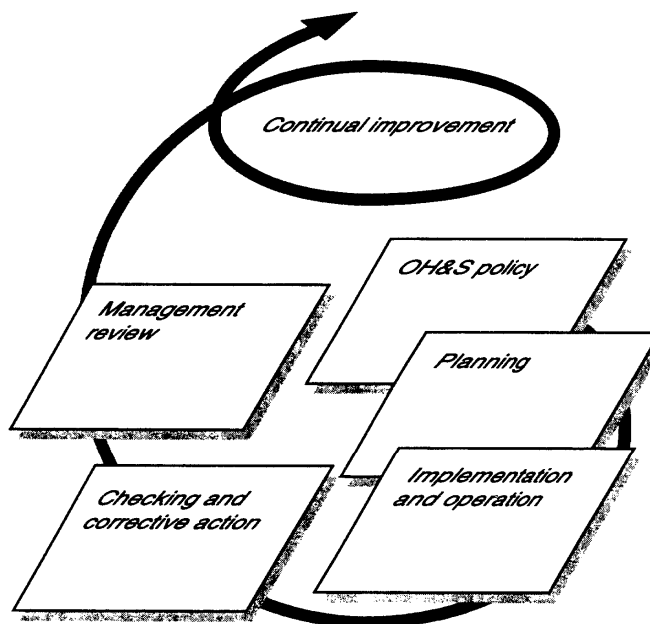 Continual improvement
OH&S policy
Management
review
Planning
Implementation
and operation
Checking and
corrective action